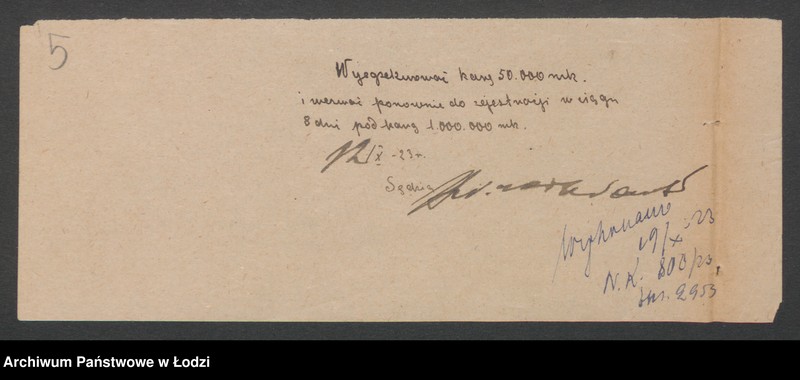 5
Wyegzekwować karę 50.000 mk.
i wezwać ponownie do rejestracji w ciągu
8 dni pod karą 1.000.000 mk.
12/X -23 r.
Sędzia
Wykonano
19/X -23
N.K. 800/23
2953
Archiwum Państwowe w Łodzi